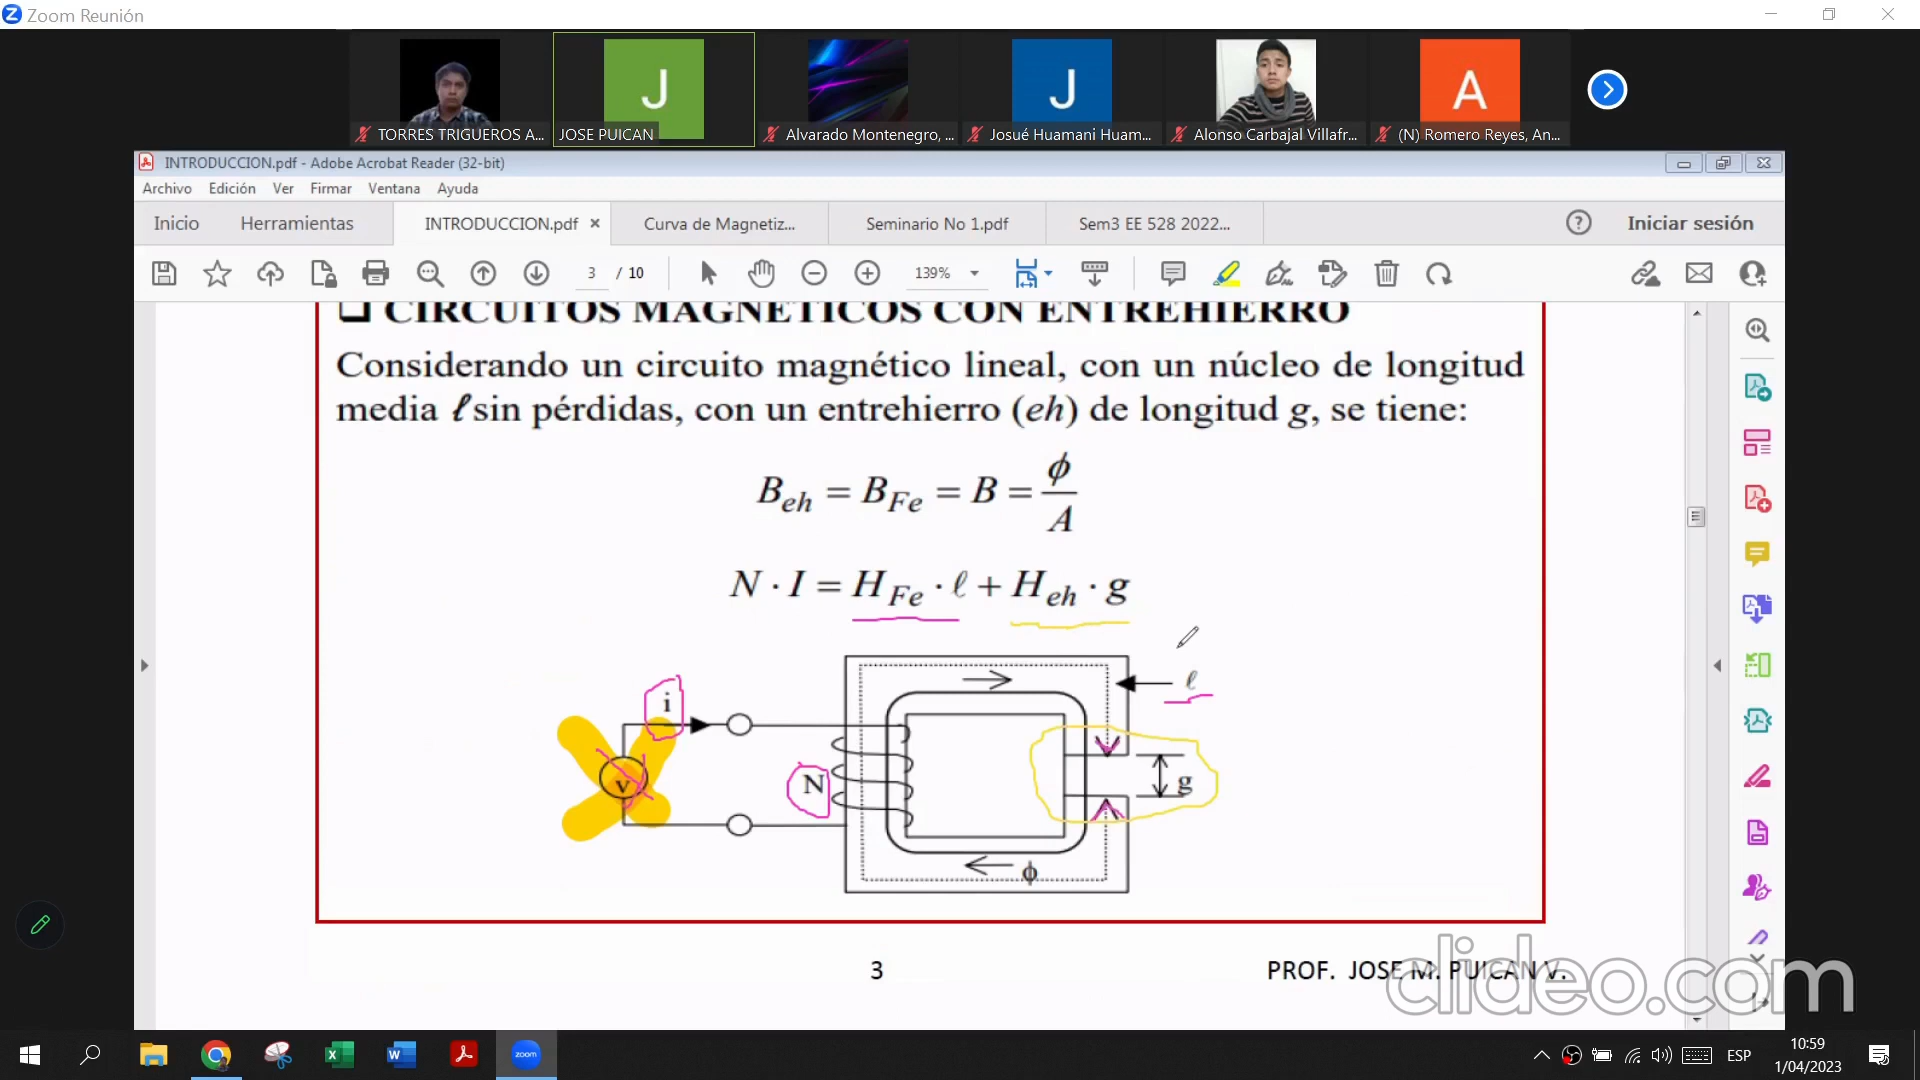 Zoom Reunión
J
J
A
TORRES TRIGUEROS A...
JOSE PUICAN
Alvarado Montenegro, ...
Josué Huamani Huam...
Alonso Carbajal Villafr...
(N) Romero Reyes, An...
INTRODUCCION.pdf - Adobe Acrobat Reader (32-bit)
Archivo Edición Ver Firmar Ventana Ayuda
Inicio Herramientas INTRODUCCION.pdf × Curva de Magnetiz... Seminario No 1.pdf Sem3 EE 528 2022... ? Iniciar sesión
3 / 10 139%
❑ CIRCUITOS MAGNETICOS CON ENTREHIERRO
Considerando un circuito magnético lineal, con un núcleo de longitud
media ℓ sin pérdidas, con un entrehierro (eh) de longitud g, se tiene:
B_eh = B_Fe = B = ϕ/A
N · I = H_Fe · ℓ + H_eh · g
i
ℓ
N
v
g
ϕ
3
PROF. JOSE M. PUICAN V.
clideo.com
zoom
ESP
10:59
1/04/2023